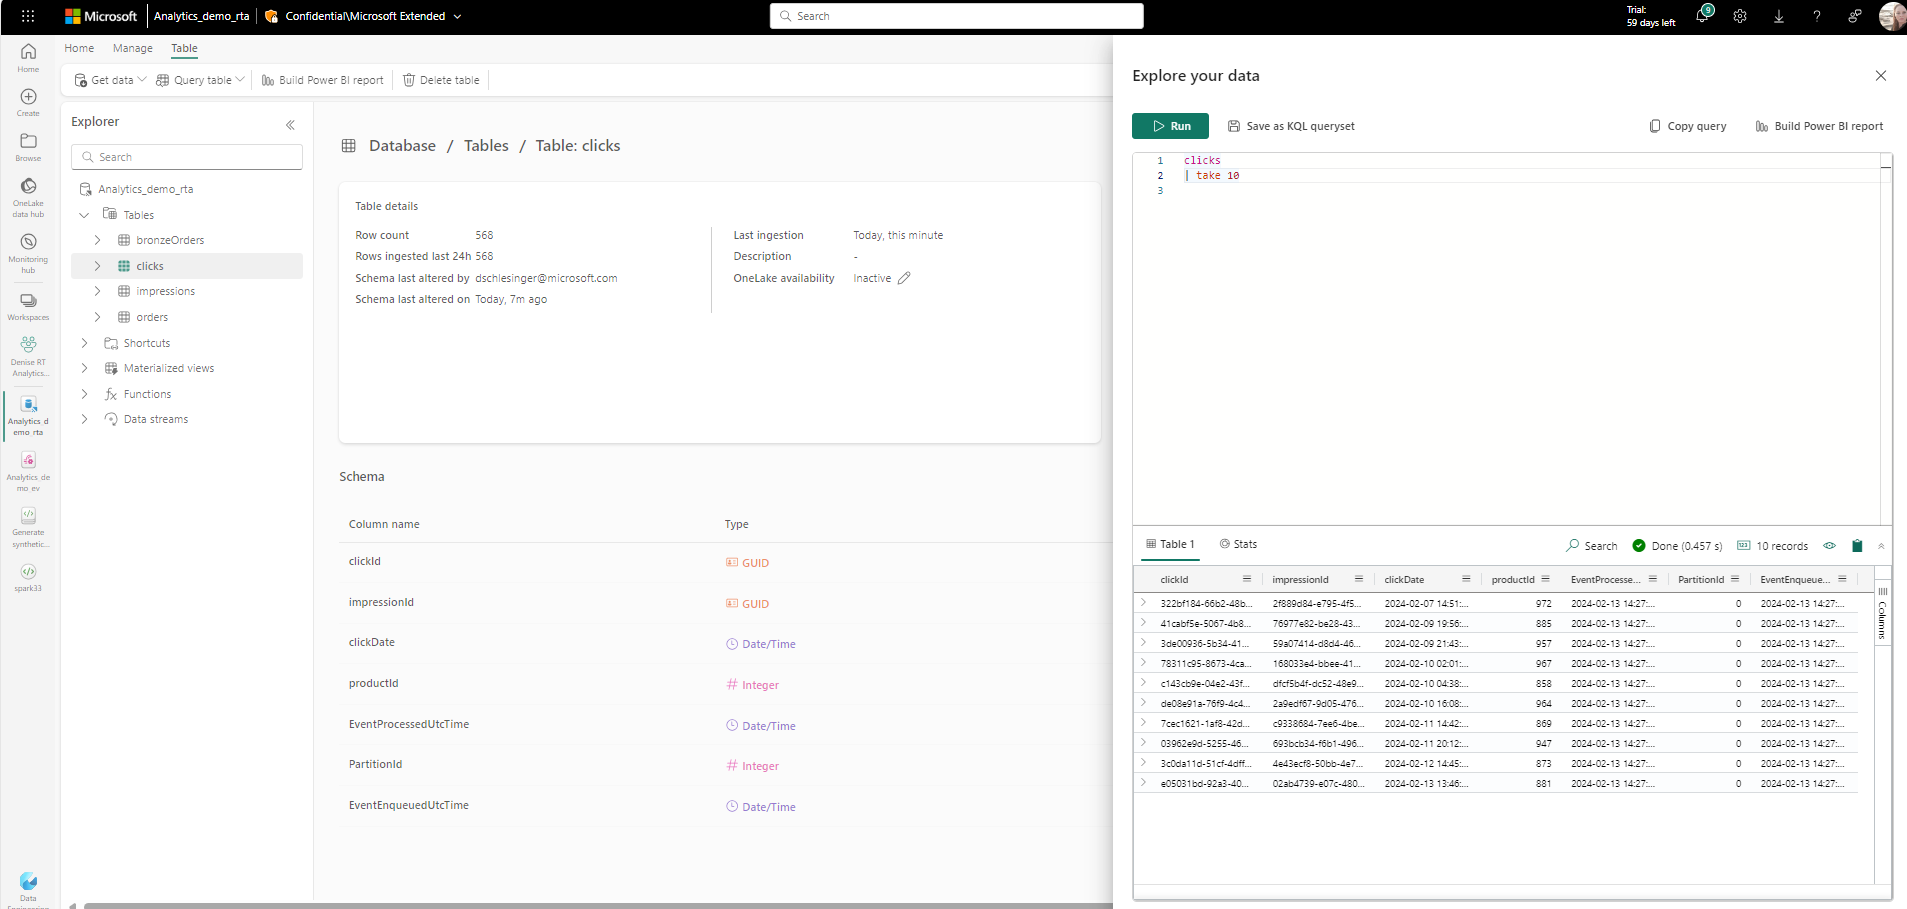 Microsoft Analytics_demo_rta Confidential\Microsoft Extended
Search
Trial:
59 days left
9
?
Home
Create
Browse
OneLake
data hub
Monitoring
hub
Workspaces
Denise RT
Analytics...
Analytics_d
emo_rta
Analytics_de
mo_ev
Generate
synthetic...
spark33
Data
Home Manage Table
Get data Query table Build Power BI report Delete table
Explorer
Search
Analytics_demo_rta
Tables
bronzeOrders
clicks
impressions
orders
Shortcuts
Materialized views
Functions
Data streams
Database / Tables / Table: clicks
Table details
Row count 568
Rows ingested last 24h 568
Schema last altered by dschlesinger@microsoft.com
Schema last altered on Today, 7m ago
Last ingestion Today, this minute
Description -
OneLake availability Inactive
Schema
Column name Type
clickId GUID
impressionId GUID
clickDate Date/Time
productId Integer
EventProcessedUtcTime Date/Time
PartitionId Integer
EventEnqueuedUtcTime Date/Time
Explore your data
Run Save as KQL queryset Copy query Build Power BI report
1 clicks
2 | take 10
3
Table 1 Stats Search Done (0.457 s) 10 records
clickId impressionId clickDate productId EventProcesse... PartitionId EventEnqueue...
322bf184-66b2-48b... 2f889d84-e795-4f5... 2024-02-07 14:51:... 972 2024-02-13 14:27:... 0 2024-02-13 14:27:...
41cabf5e-5067-4b8... 76977e82-be28-43... 2024-02-09 19:56:... 885 2024-02-13 14:27:... 0 2024-02-13 14:27:...
3de00936-5b34-41... 59a07414-d8d4-46... 2024-02-09 21:43:... 957 2024-02-13 14:27:... 0 2024-02-13 14:27:...
78311c95-8673-4ca... 168033e4-bbee-41... 2024-02-10 02:01:... 967 2024-02-13 14:27:... 0 2024-02-13 14:27:...
c143cb9e-04e2-43f... dfcf5b4f-dc52-48e9... 2024-02-10 04:38:... 858 2024-02-13 14:27:... 0 2024-02-13 14:27:...
de08e91a-76f9-4c4... 2a9edf67-9d05-476... 2024-02-10 16:08:... 964 2024-02-13 14:27:... 0 2024-02-13 14:27:...
7cec1621-1af8-42d... c9338684-7ee6-4be... 2024-02-11 14:42:... 869 2024-02-13 14:27:... 0 2024-02-13 14:27:...
03962e9d-5255-46... 693bcb34-f6b1-496... 2024-02-11 20:12:... 947 2024-02-13 14:27:... 0 2024-02-13 14:27:...
3c0da11d-51cf-4dff... 4e43ecf8-50bb-4e7... 2024-02-12 14:45:... 873 2024-02-13 14:27:... 0 2024-02-13 14:27:...
e05031bd-92a3-40... 02ab4739-e07c-480... 2024-02-13 13:46:... 881 2024-02-13 14:27:... 0 2024-02-13 14:27:...
Columns